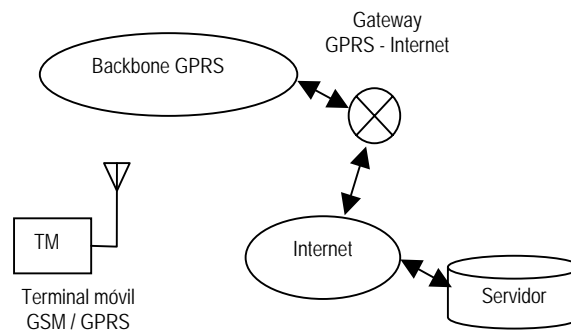 Gateway
GPRS - Internet
Backbone GPRS
TM
Terminal móvil
GSM / GPRS
Internet
Servidor